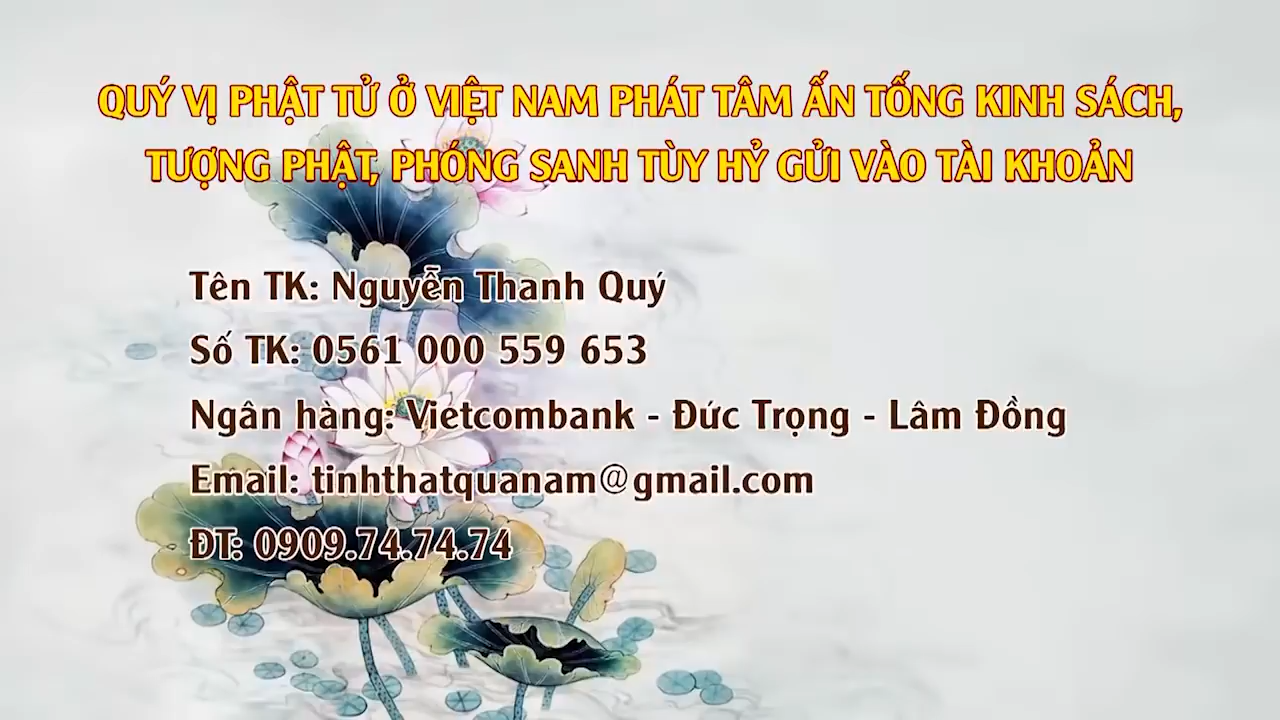 QUÝ VỊ PHẬT TỬ Ở VIỆT NAM PHÁT TÂM ẤN TỐNG KINH SÁCH,
TƯỢNG PHẬT, PHÓNG SANH TÙY HỶ GỬI VÀO TÀI KHOẢN
Tên TK: Nguyễn Thanh Quý
Số TK: 0561 000 559 653
Ngân hàng: Vietcombank - Đức Trọng - Lâm Đồng
Email: tinhthatquanam@gmail.com
ĐT: 0909.74.74.74